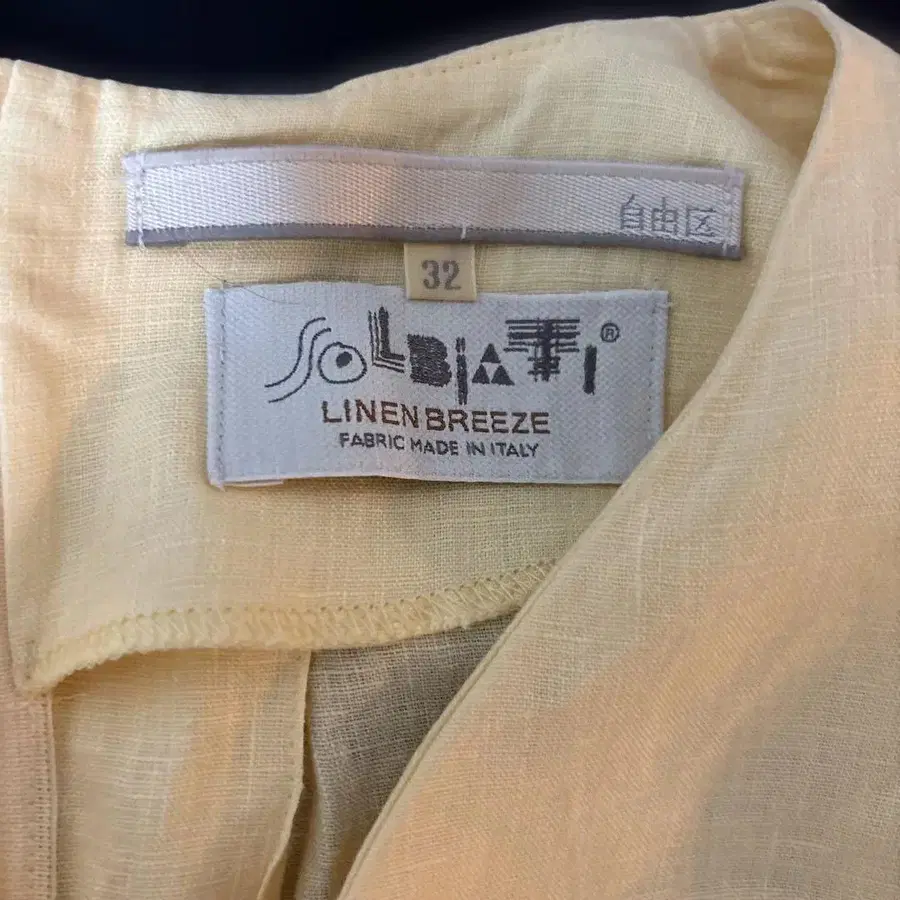 自由区
32
SOLBIATI®
LINEN BREEZE
FABRIC MADE IN ITALY